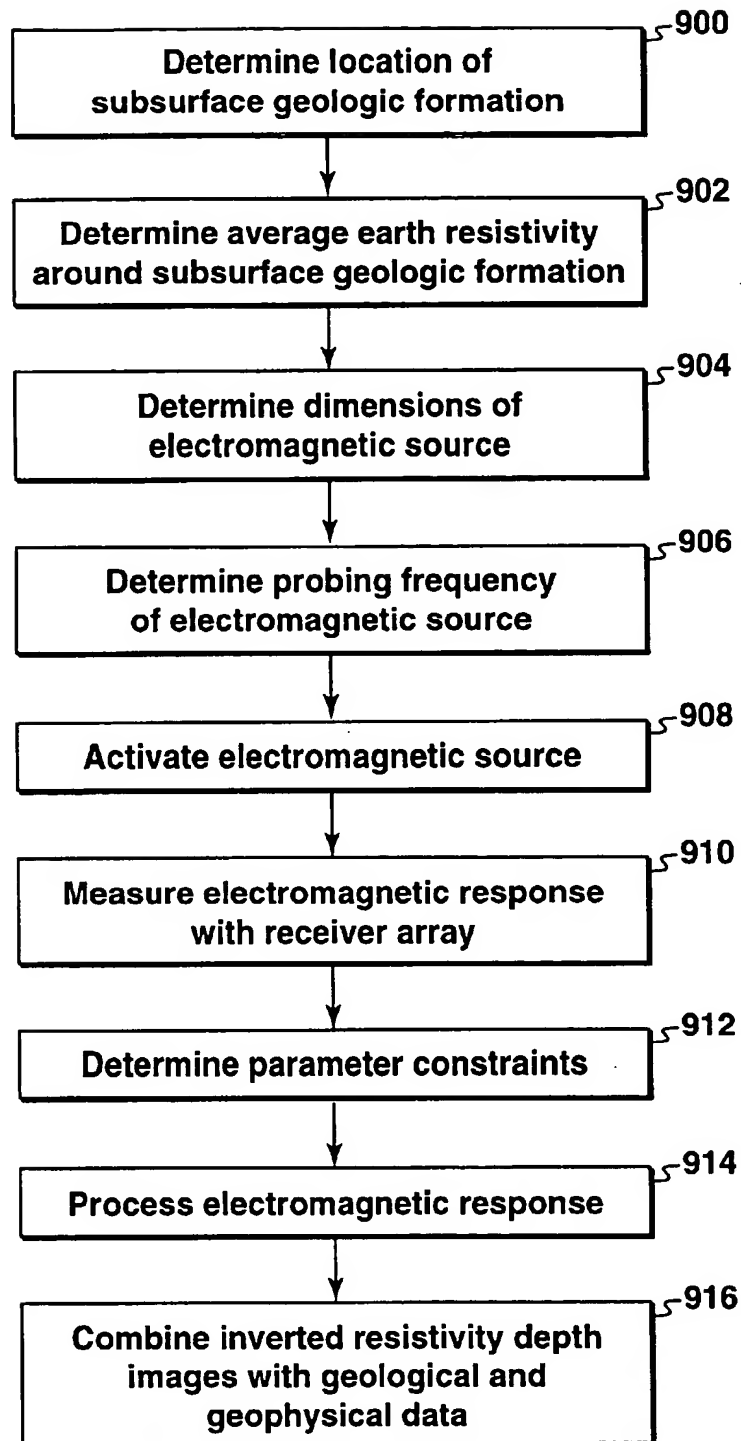 900
Determine location of
subsurface geologic formation
902
Determine average earth resistivity
around subsurface geologic formation
904
Determine dimensions of
electromagnetic source
906
Determine probing frequency
of electromagnetic source
908
Activate electromagnetic source
910
Measure electromagnetic response
with receiver array
912
Determine parameter constraints
914
Process electromagnetic response
916
Combine inverted resistivity depth
images with geological and
geophysical data